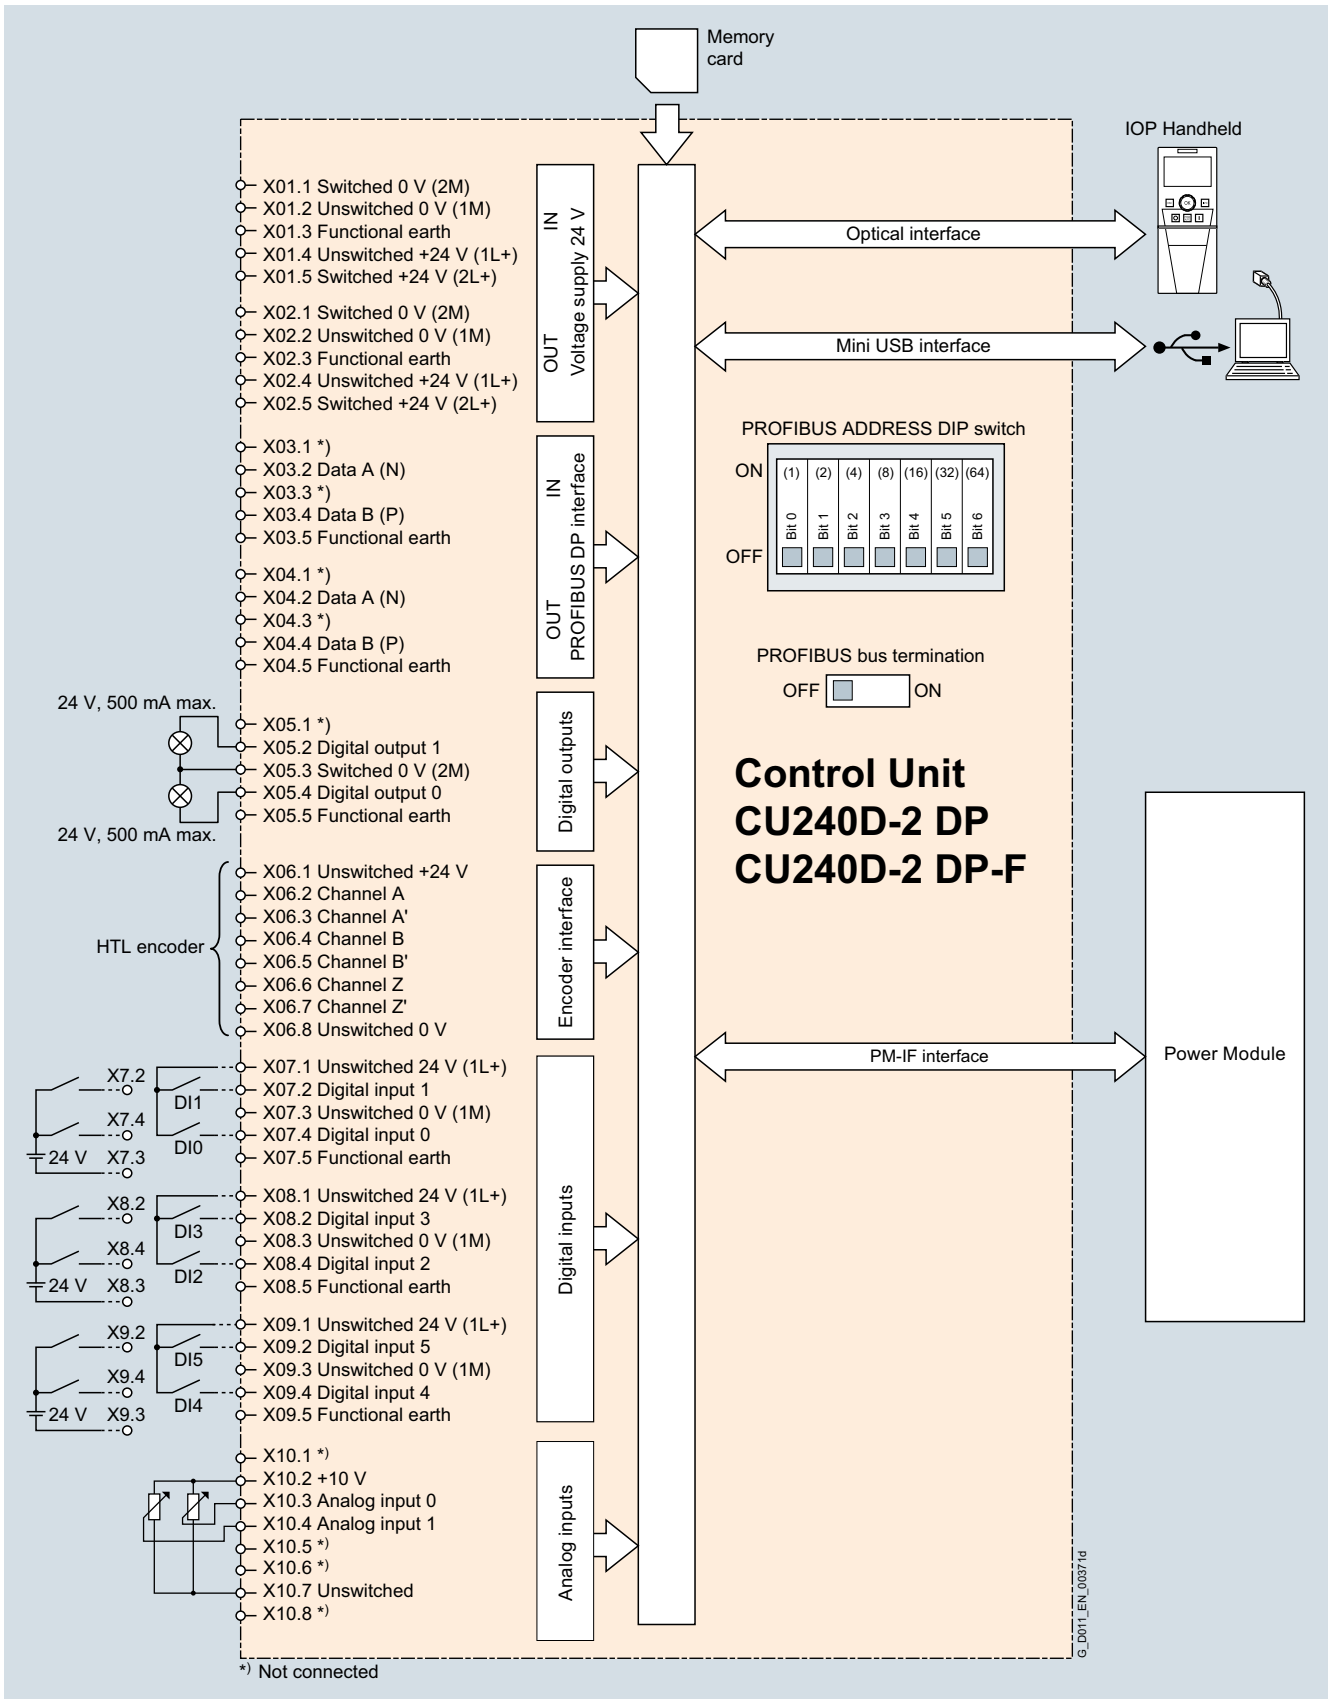 Memory
card
IOP Handheld
X01.1 Switched 0 V (2M)
X01.2 Unswitched 0 V (1M)
X01.3 Functional earth
X01.4 Unswitched +24 V (1L+)
X01.5 Switched +24 V (2L+)
X02.1 Switched 0 V (2M)
X02.2 Unswitched 0 V (1M)
X02.3 Functional earth
X02.4 Unswitched +24 V (1L+)
X02.5 Switched +24 V (2L+)
IN
OUT
Voltage supply 24 V
Optical interface
OK
Mini USB interface
X03.1 *)
X03.2 Data A (N)
X03.3 *)
X03.4 Data B (P)
X03.5 Functional earth
X04.1 *)
X04.2 Data A (N)
X04.3 *)
X04.4 Data B (P)
X04.5 Functional earth
IN
OUT
PROFIBUS DP interface
PROFIBUS ADDRESS DIP switch
ON
(1) (2) (4) (8) (16) (32) (64)
Bit 0 Bit 1 Bit 2 Bit 3 Bit 4 Bit 5 Bit 6
OFF
PROFIBUS bus termination
OFF ON
24 V, 500 mA max.
24 V, 500 mA max.
X05.1 *)
X05.2 Digital output 1
X05.3 Switched 0 V (2M)
X05.4 Digital output 0
X05.5 Functional earth
Digital outputs
Control Unit
CU240D-2 DP
CU240D-2 DP-F
HTL encoder
X06.1 Unswitched +24 V
X06.2 Channel A
X06.3 Channel A'
X06.4 Channel B
X06.5 Channel B'
X06.6 Channel Z
X06.7 Channel Z'
X06.8 Unswitched 0 V
Encoder interface
PM-IF interface
Power Module
X7.2
X7.4
24 V X7.3
DI1
DI0
X07.1 Unswitched 24 V (1L+)
X07.2 Digital input 1
X07.3 Unswitched 0 V (1M)
X07.4 Digital input 0
X07.5 Functional earth
X8.2
X8.4
24 V X8.3
DI3
DI2
X08.1 Unswitched 24 V (1L+)
X08.2 Digital input 3
X08.3 Unswitched 0 V (1M)
X08.4 Digital input 2
X08.5 Functional earth
Digital inputs
X9.2
X9.4
24 V X9.3
DI5
DI4
X09.1 Unswitched 24 V (1L+)
X09.2 Digital input 5
X09.3 Unswitched 0 V (1M)
X09.4 Digital input 4
X09.5 Functional earth
X10.1 *)
X10.2 +10 V
X10.3 Analog input 0
X10.4 Analog input 1
X10.5 *)
X10.6 *)
X10.7 Unswitched
X10.8 *)
Analog inputs
G_D011_EN_00371d
*) Not connected